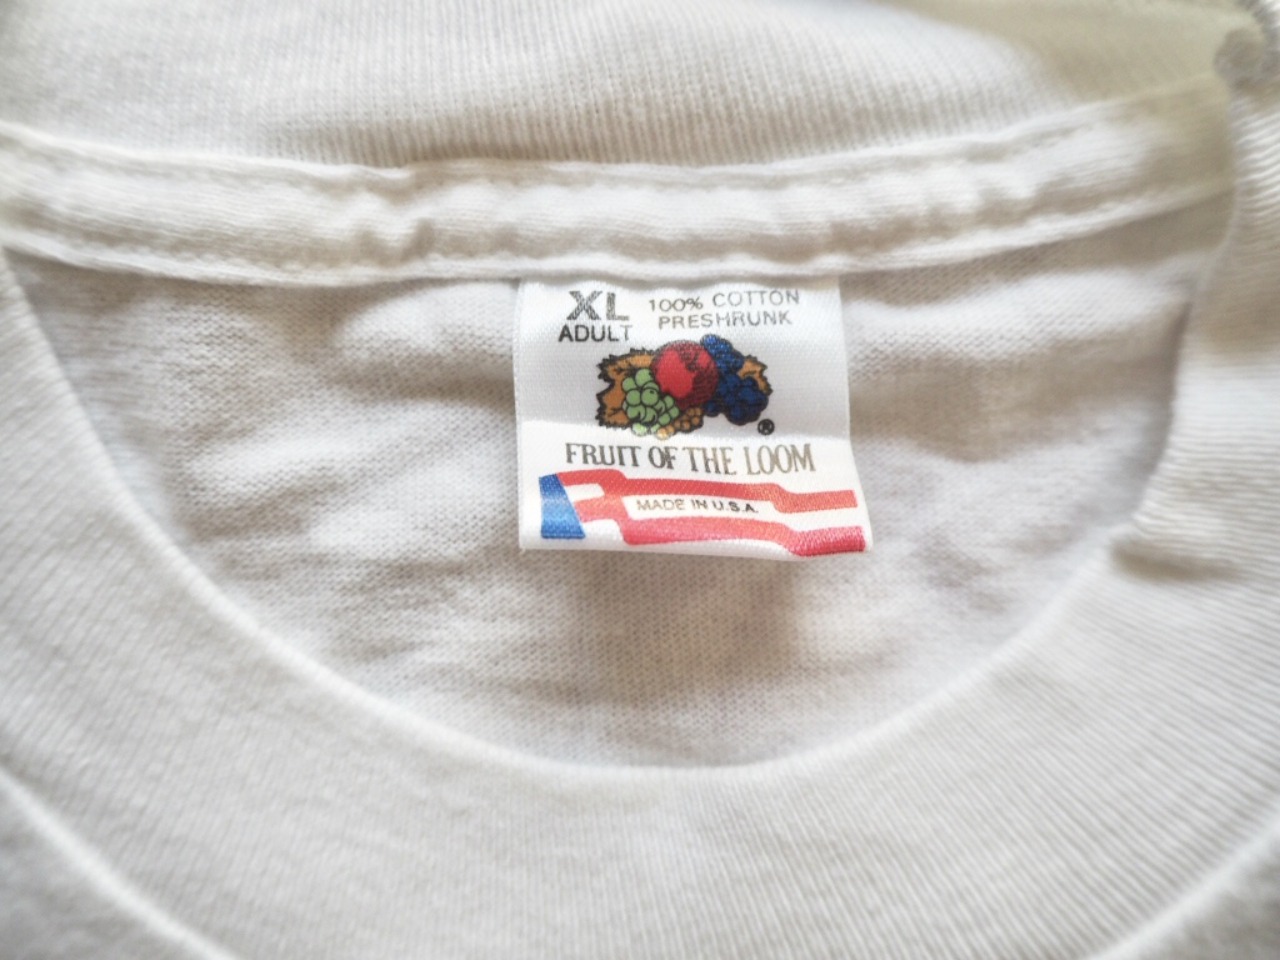 XL 100% COTTON
ADULT PRESHRUNK
®
FRUIT OF THE LOOM
MADE IN U.S.A.